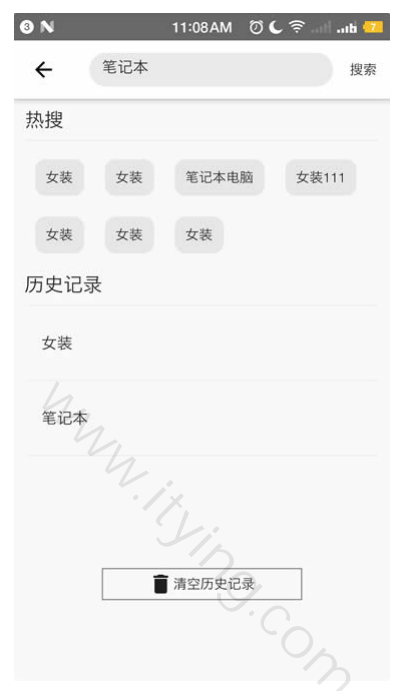 3 N 11:08AM 7
笔记本 搜索
热搜
女装 女装 笔记本电脑 女装111
女装 女装 女装
历史记录
女装
笔记本
清空历史记录
www.itying.com